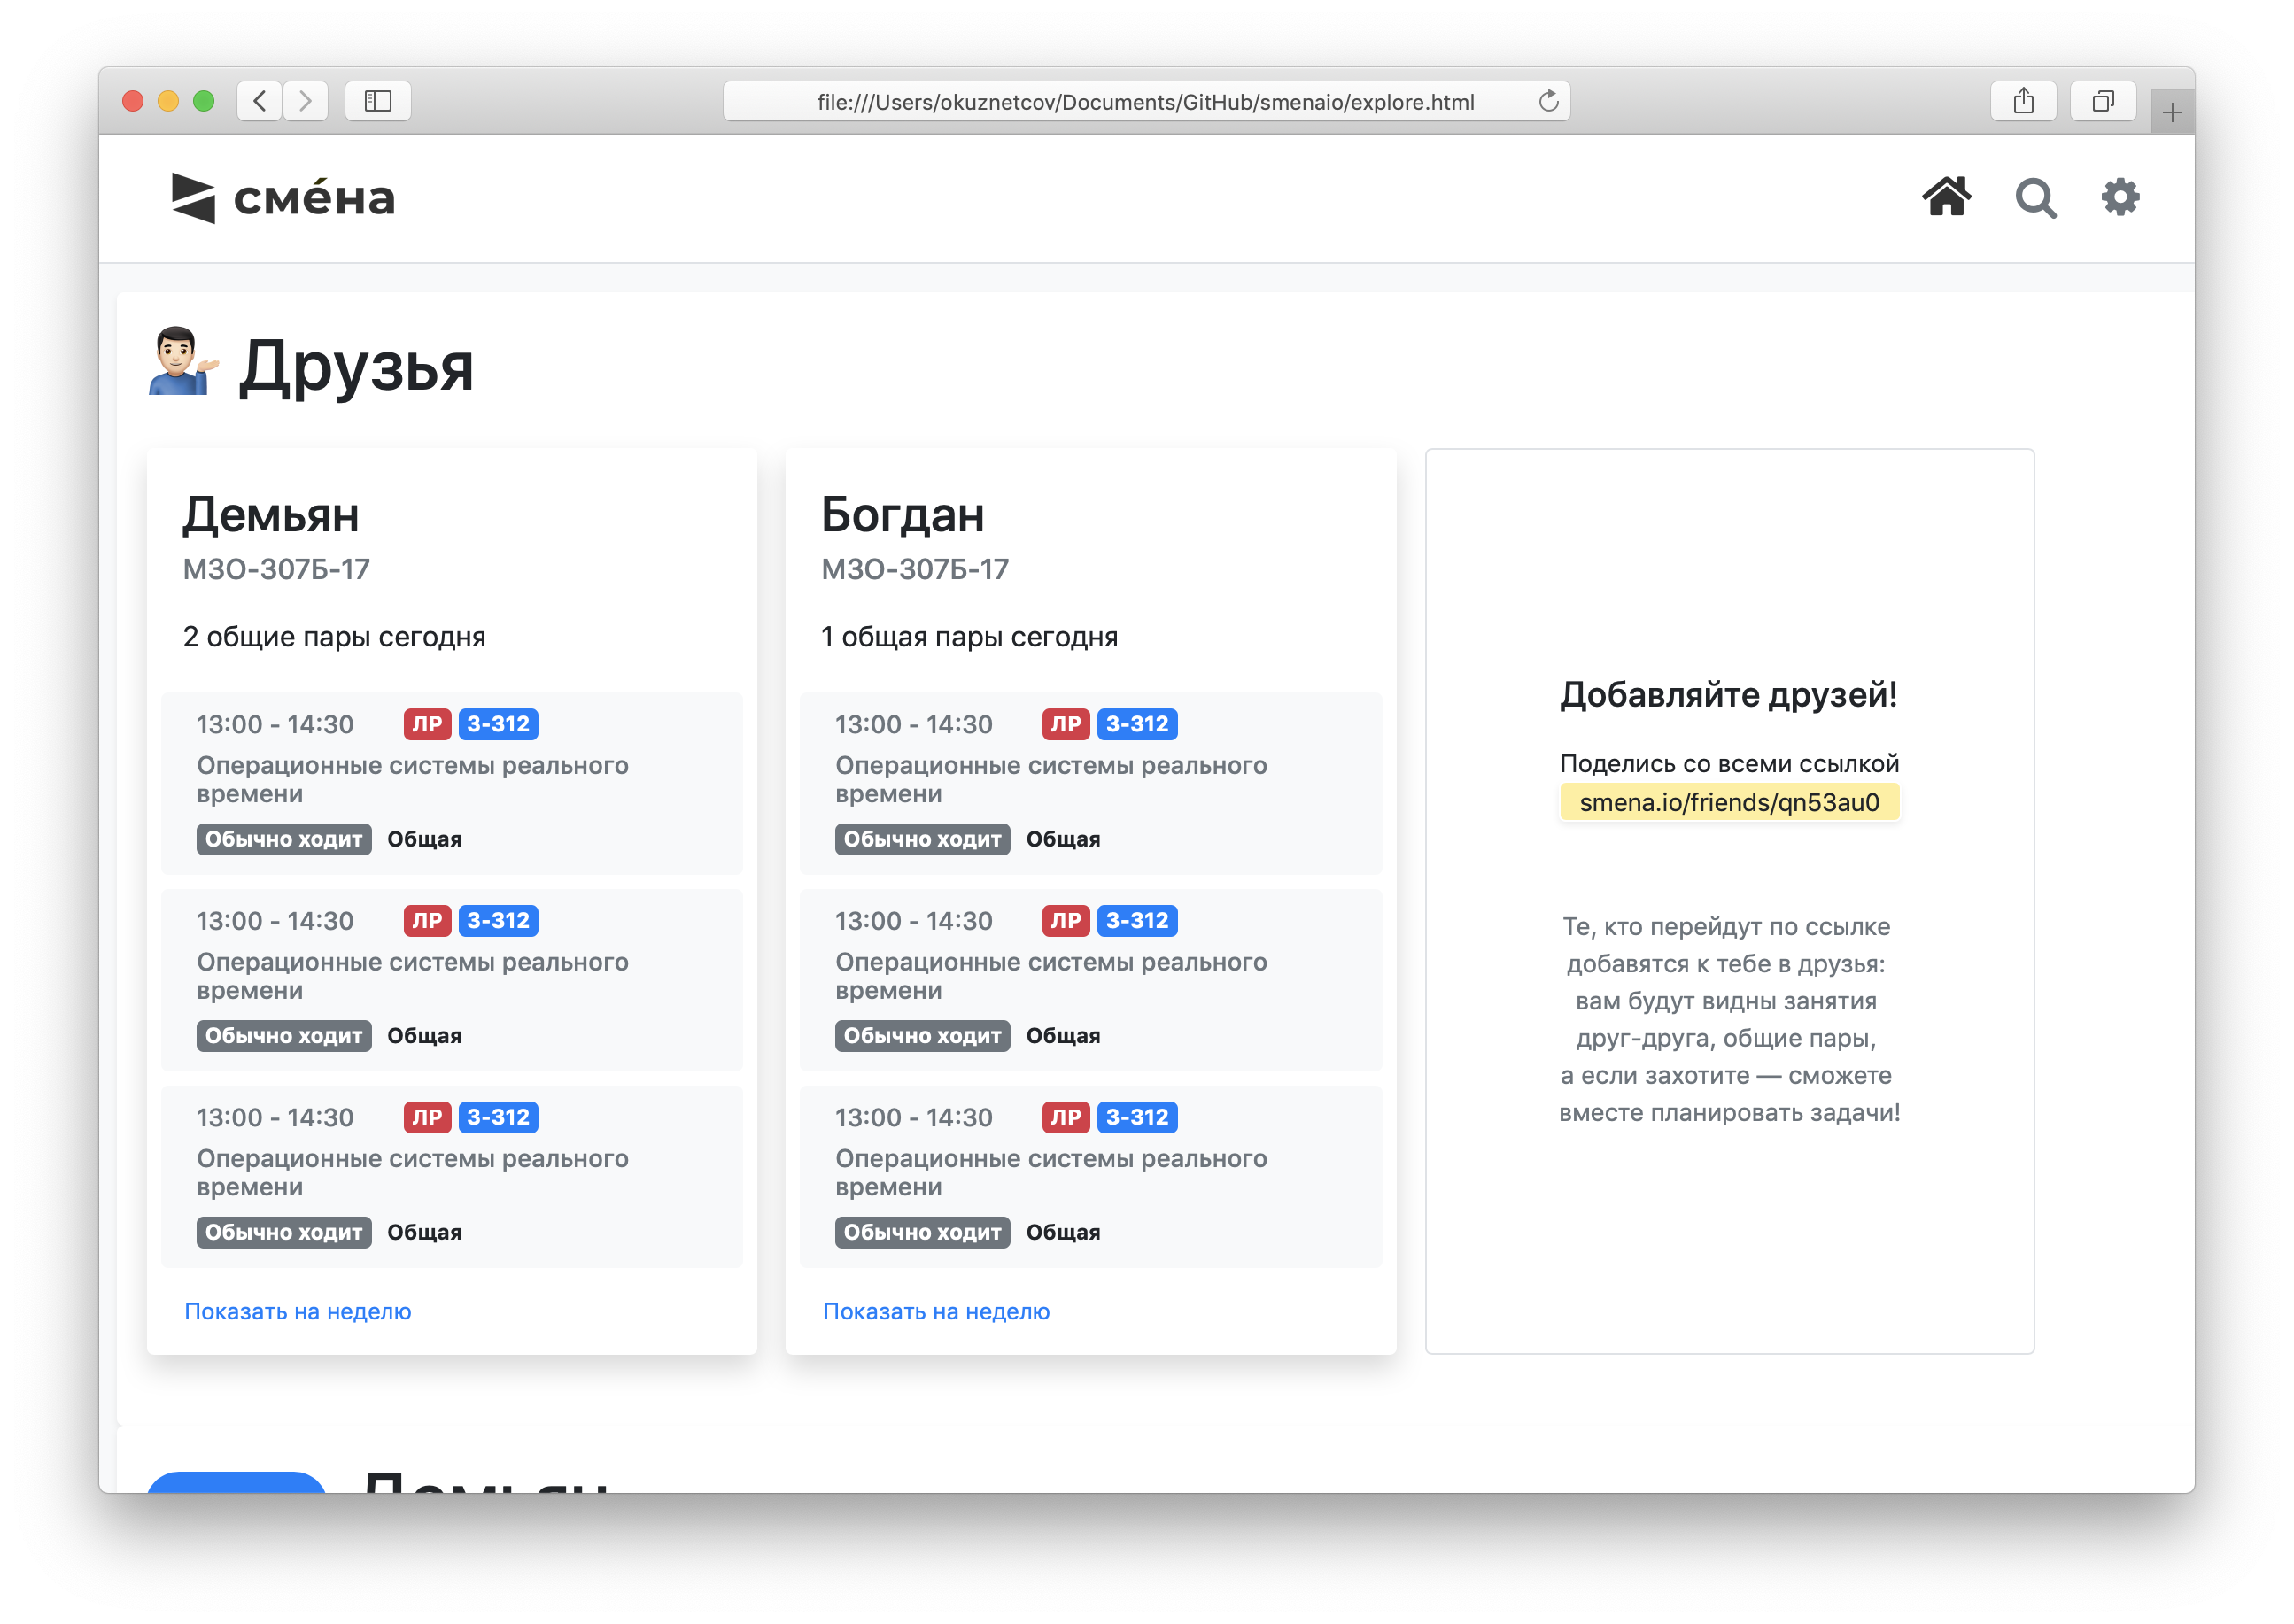 file:///Users/okuznetcov/Documents/GitHub/smenaio/explore.html
сме́на
Друзья
Демьян
М3О-307Б-17
2 общие пары сегодня
13:00 - 14:30 ЛР 3-312
Операционные системы реального
времени
Обычно ходит Общая
13:00 - 14:30 ЛР 3-312
Операционные системы реального
времени
Обычно ходит Общая
13:00 - 14:30 ЛР 3-312
Операционные системы реального
времени
Обычно ходит Общая
Показать на неделю
Богдан
М3О-307Б-17
1 общая пары сегодня
13:00 - 14:30 ЛР 3-312
Операционные системы реального
времени
Обычно ходит Общая
13:00 - 14:30 ЛР 3-312
Операционные системы реального
времени
Обычно ходит Общая
13:00 - 14:30 ЛР 3-312
Операционные системы реального
времени
Обычно ходит Общая
Показать на неделю
Добавляйте друзей!
Поделись со всеми ссылкой
smena.io/friends/qn53au0
Те, кто перейдут по ссылке
добавятся к тебе в друзья:
вам будут видны занятия
друг-друга, общие пары,
а если захотите — сможете
вместе планировать задачи!
Демьян